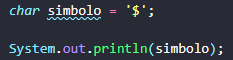 char simbolo = '$';
System.out.println(simbolo);